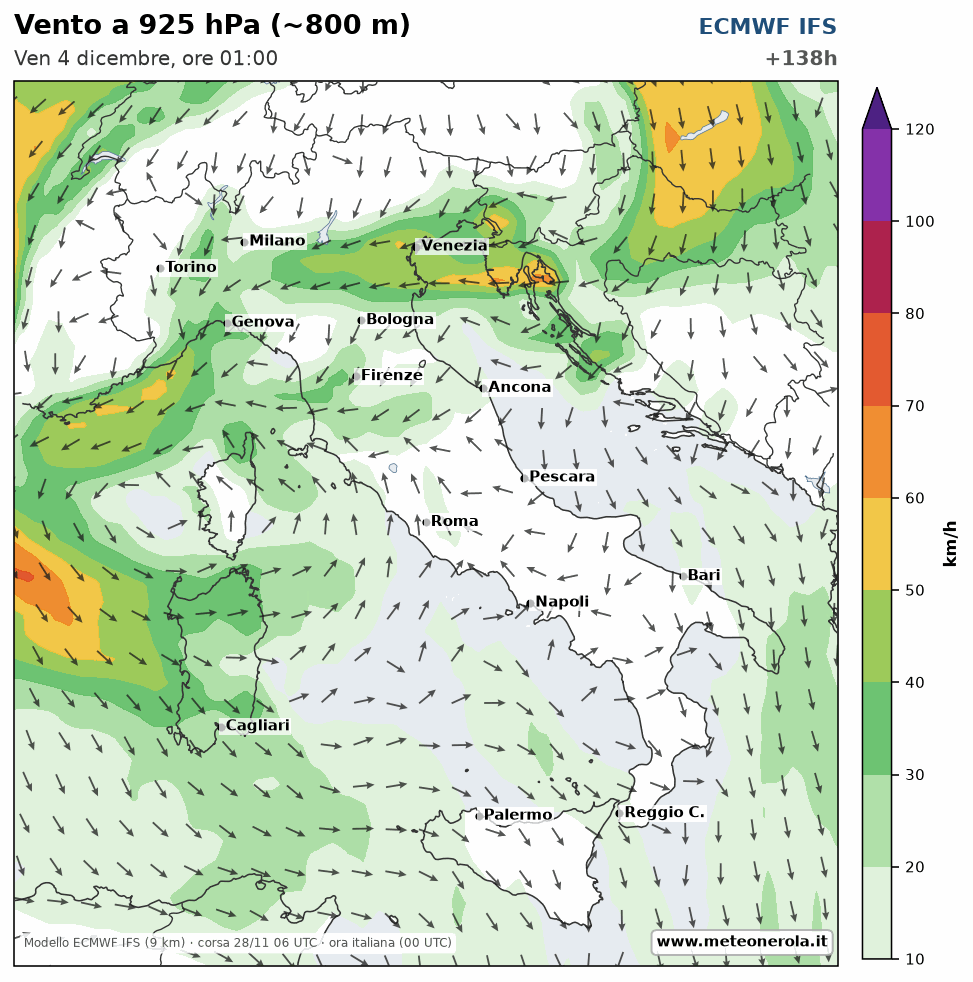 Vento a 925 hPa (~800 m)
ECMWF IFS
Ven 4 dicembre, ore 01:00
+138h
120
100
80
70
60
50
40
30
20
10
km/h
Milano
Venezia
Torino
Genova
Bologna
Firenze
Ancona
Pescara
Roma
Bari
Napoli
Cagliari
Palermo
Reggio C.
Modello ECMWF IFS (9 km) · corsa 28/11 06 UTC · ora italiana (00 UTC)
www.meteonerola.it